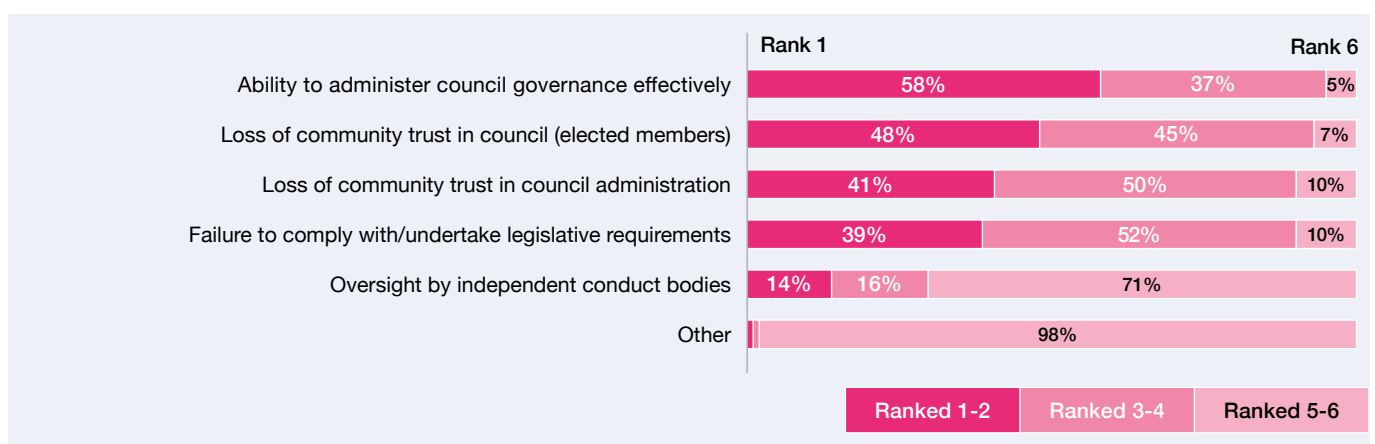 Rank 1 Rank 6
Ability to administer council governance effectively 58% 37% 5%
Loss of community trust in council (elected members) 48% 45% 7%
Loss of community trust in council administration 41% 50% 10%
Failure to comply with/undertake legislative requirements 39% 52% 10%
Oversight by independent conduct bodies 14% 16% 71%
Other 98%
Ranked 1-2 Ranked 3-4 Ranked 5-6